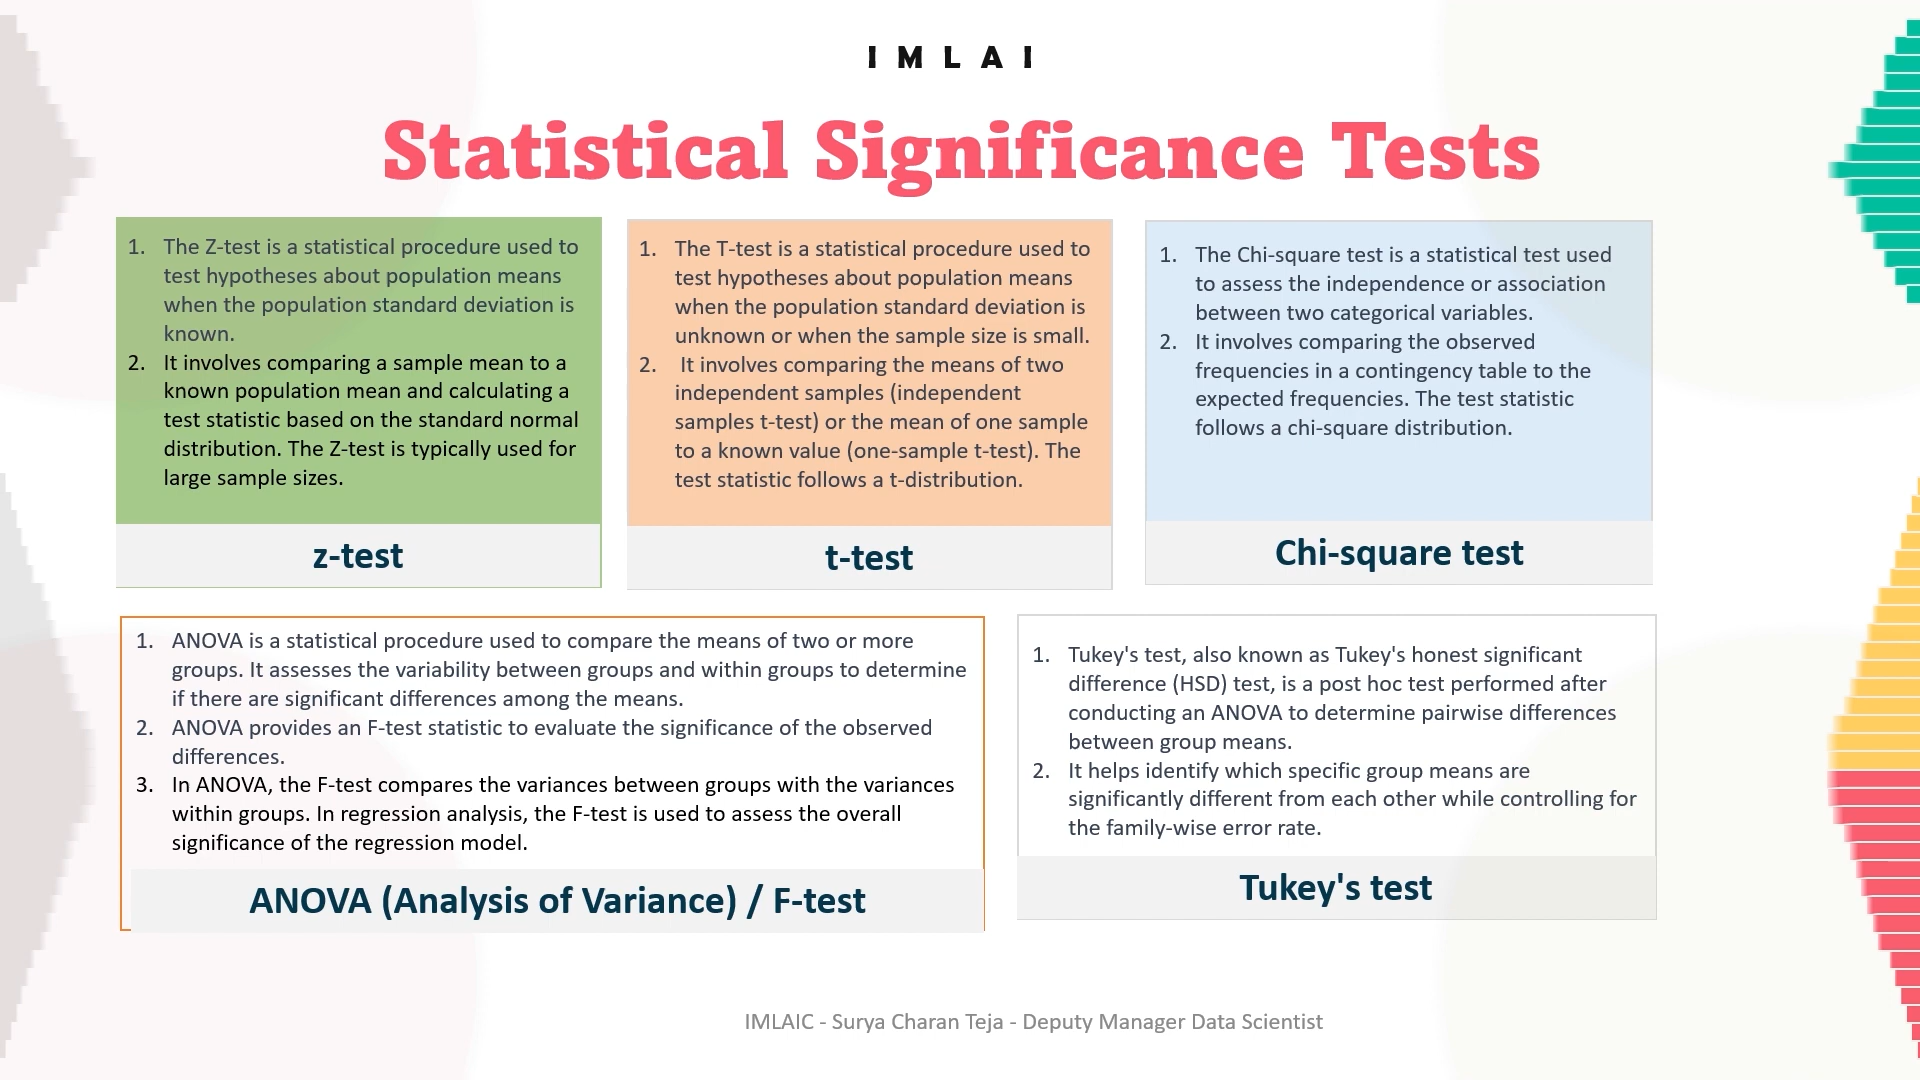 IMLAI
Statistical Significance Tests
1. The Z-test is a statistical procedure used to
test hypotheses about population means
when the population standard deviation is
known.
2. It involves comparing a sample mean to a
known population mean and calculating a
test statistic based on the standard normal
distribution. The Z-test is typically used for
large sample sizes.
z-test
1. The T-test is a statistical procedure used to
test hypotheses about population means
when the population standard deviation is
unknown or when the sample size is small.
2. It involves comparing the means of two
independent samples (independent
samples t-test) or the mean of one sample
to a known value (one-sample t-test). The
test statistic follows a t-distribution.
t-test
1. The Chi-square test is a statistical test used
to assess the independence or association
between two categorical variables.
2. It involves comparing the observed
frequencies in a contingency table to the
expected frequencies. The test statistic
follows a chi-square distribution.
Chi-square test
1. ANOVA is a statistical procedure used to compare the means of two or more
groups. It assesses the variability between groups and within groups to determine
if there are significant differences among the means.
2. ANOVA provides an F-test statistic to evaluate the significance of the observed
differences.
3. In ANOVA, the F-test compares the variances between groups with the variances
within groups. In regression analysis, the F-test is used to assess the overall
significance of the regression model.
ANOVA (Analysis of Variance) / F-test
1. Tukey's test, also known as Tukey's honest significant
difference (HSD) test, is a post hoc test performed after
conducting an ANOVA to determine pairwise differences
between group means.
2. It helps identify which specific group means are
significantly different from each other while controlling for
the family-wise error rate.
Tukey's test
IMLAIC - Surya Charan Teja - Deputy Manager Data Scientist